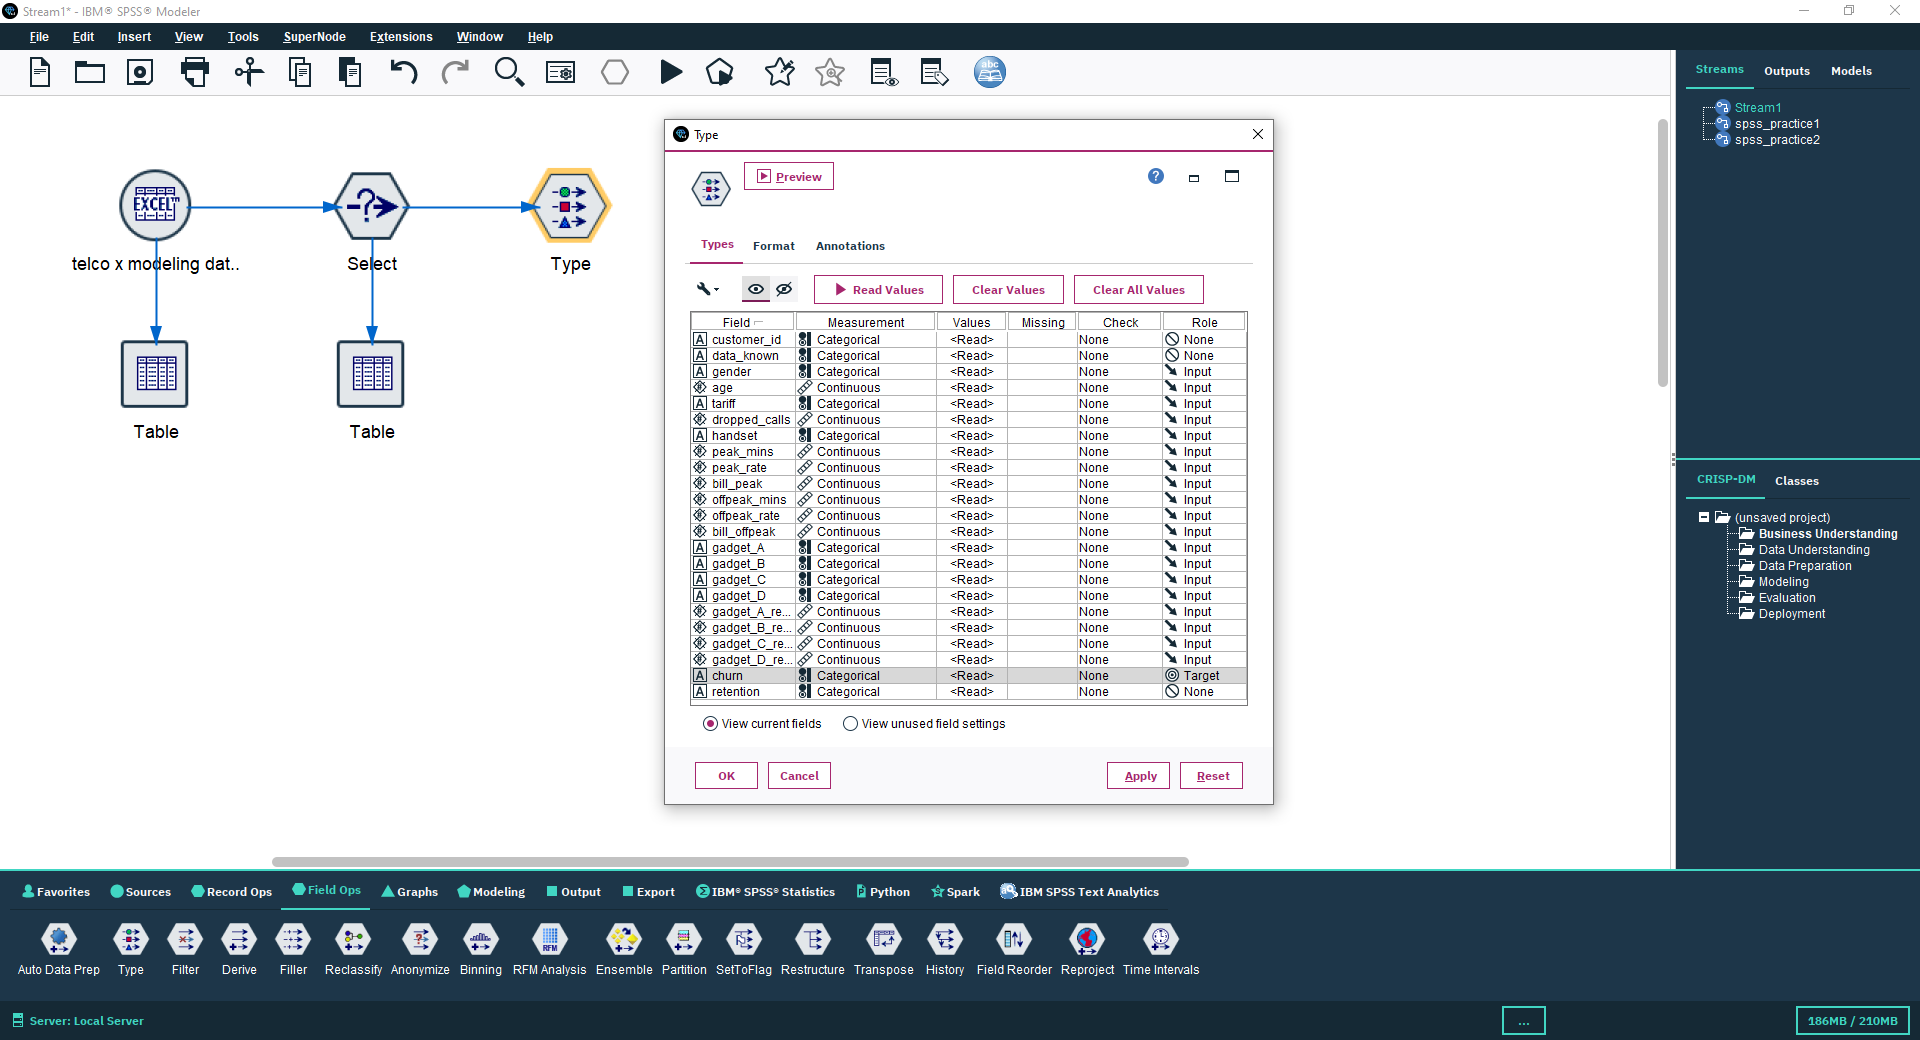 Stream1* - IBM® SPSS® Modeler
File Edit Insert View Tools SuperNode Extensions Window Help
abc
EXCEL™
telco x modeling dat..
Select
Type
Table
Table
Type
Preview
?
Types Format Annotations
Read Values Clear Values Clear All Values
Field Measurement Values Missing Check Role
A customer_id Categorical <Read> None None
A data_known Categorical <Read> None None
A gender Categorical <Read> None Input
age Continuous <Read> None Input
A tariff Categorical <Read> None Input
dropped_calls Continuous <Read> None Input
A handset Categorical <Read> None Input
peak_mins Continuous <Read> None Input
peak_rate Continuous <Read> None Input
bill_peak Continuous <Read> None Input
offpeak_mins Continuous <Read> None Input
offpeak_rate Continuous <Read> None Input
bill_offpeak Continuous <Read> None Input
A gadget_A Categorical <Read> None Input
A gadget_B Categorical <Read> None Input
A gadget_C Categorical <Read> None Input
A gadget_D Categorical <Read> None Input
gadget_A_re... Continuous <Read> None Input
gadget_B_re... Continuous <Read> None Input
gadget_C_re... Continuous <Read> None Input
gadget_D_re... Continuous <Read> None Input
A churn Categorical <Read> None Target
A retention Categorical <Read> None None
View current fields View unused field settings
OK Cancel Apply Reset
Streams Outputs Models
Stream1
spss_practice1
spss_practice2
CRISP-DM Classes
(unsaved project)
Business Understanding
Data Understanding
Data Preparation
Modeling
Evaluation
Deployment
Favorites Sources Record Ops Field Ops Graphs Modeling Output Export IBM® SPSS® Statistics Python Spark IBM SPSS Text Analytics
RFM
Auto Data Prep Type Filter Derive Filler Reclassify Anonymize Binning RFM Analysis Ensemble Partition SetToFlag Restructure Transpose History Field Reorder Reproject Time Intervals
Server: Local Server
...
186MB / 210MB